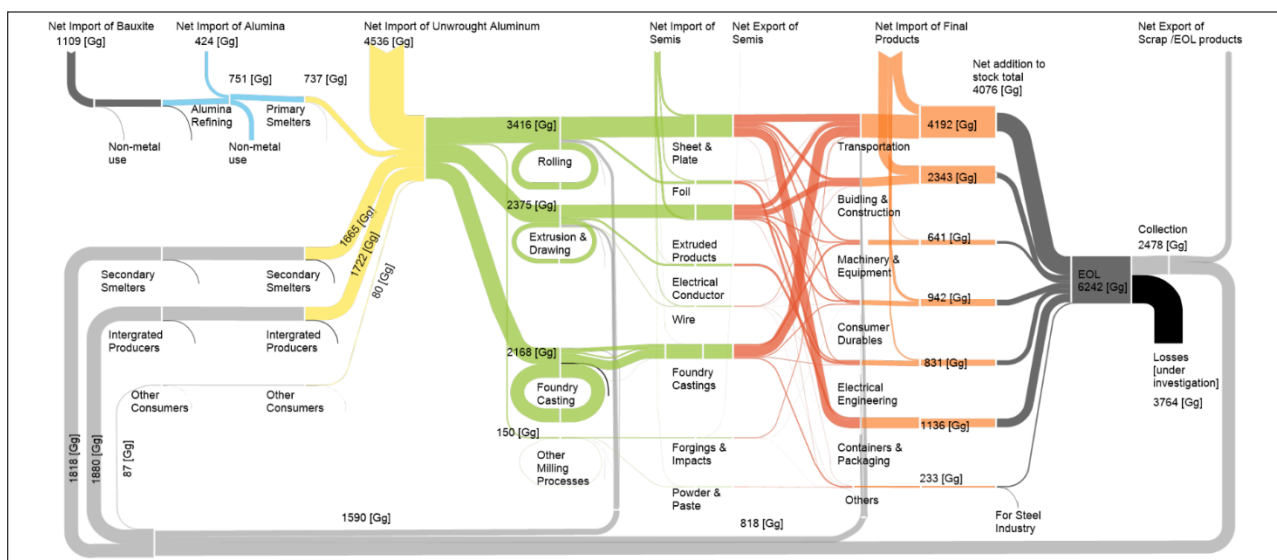 Net Import of Bauxite
1109 [Gg]
Net Import of Alumina
424 [Gg]
Net Import of Unwrought Aluminum
4536 [Gg]
Net Import of
Semis
Net Export of
Semis
Net Import of Final
Products
Net Export of
Scrap /EOL products
751 [Gg]
737 [Gg]
Net addition to
stock total
4076 [Gg]
Alumina
Refining
Primary
Smelters
Non-metal
use
Non-metal
use
3416 [Gg]
Rolling
Sheet &
Plate
Transportation
4192 [Gg]
Foil
2343 [Gg]
2375 [Gg]
Extrusion &
Drawing
Buiding &
Construction
641 [Gg]
Collection
2478 [Gg]
1665 [Gg]
1722 [Gg]
80 [Gg]
Extruded
Products
Machinery &
Equipment
EOL
6242 [Gg]
Secondary
Smelters
Secondary
Smelters
Electrical
Conductor
942 [Gg]
Wire
Consumer
Durables
Intergrated
Producers
Intergrated
Producers
2168 [Gg]
Foundry
Casting
Foundry
Castings
831 [Gg]
Losses
[under
investigation]
3764 [Gg]
Other
Consumers
Other
Consumers
Electrical
Engineering
1136 [Gg]
150 [Gg]
Other
Milling
Processes
Forgings &
Impacts
Containers &
Packaging
1818 [Gg]
1880 [Gg]
87 [Gg]
Powder &
Paste
Others
233 [Gg]
For Steel
Industry
1590 [Gg]
818 [Gg]